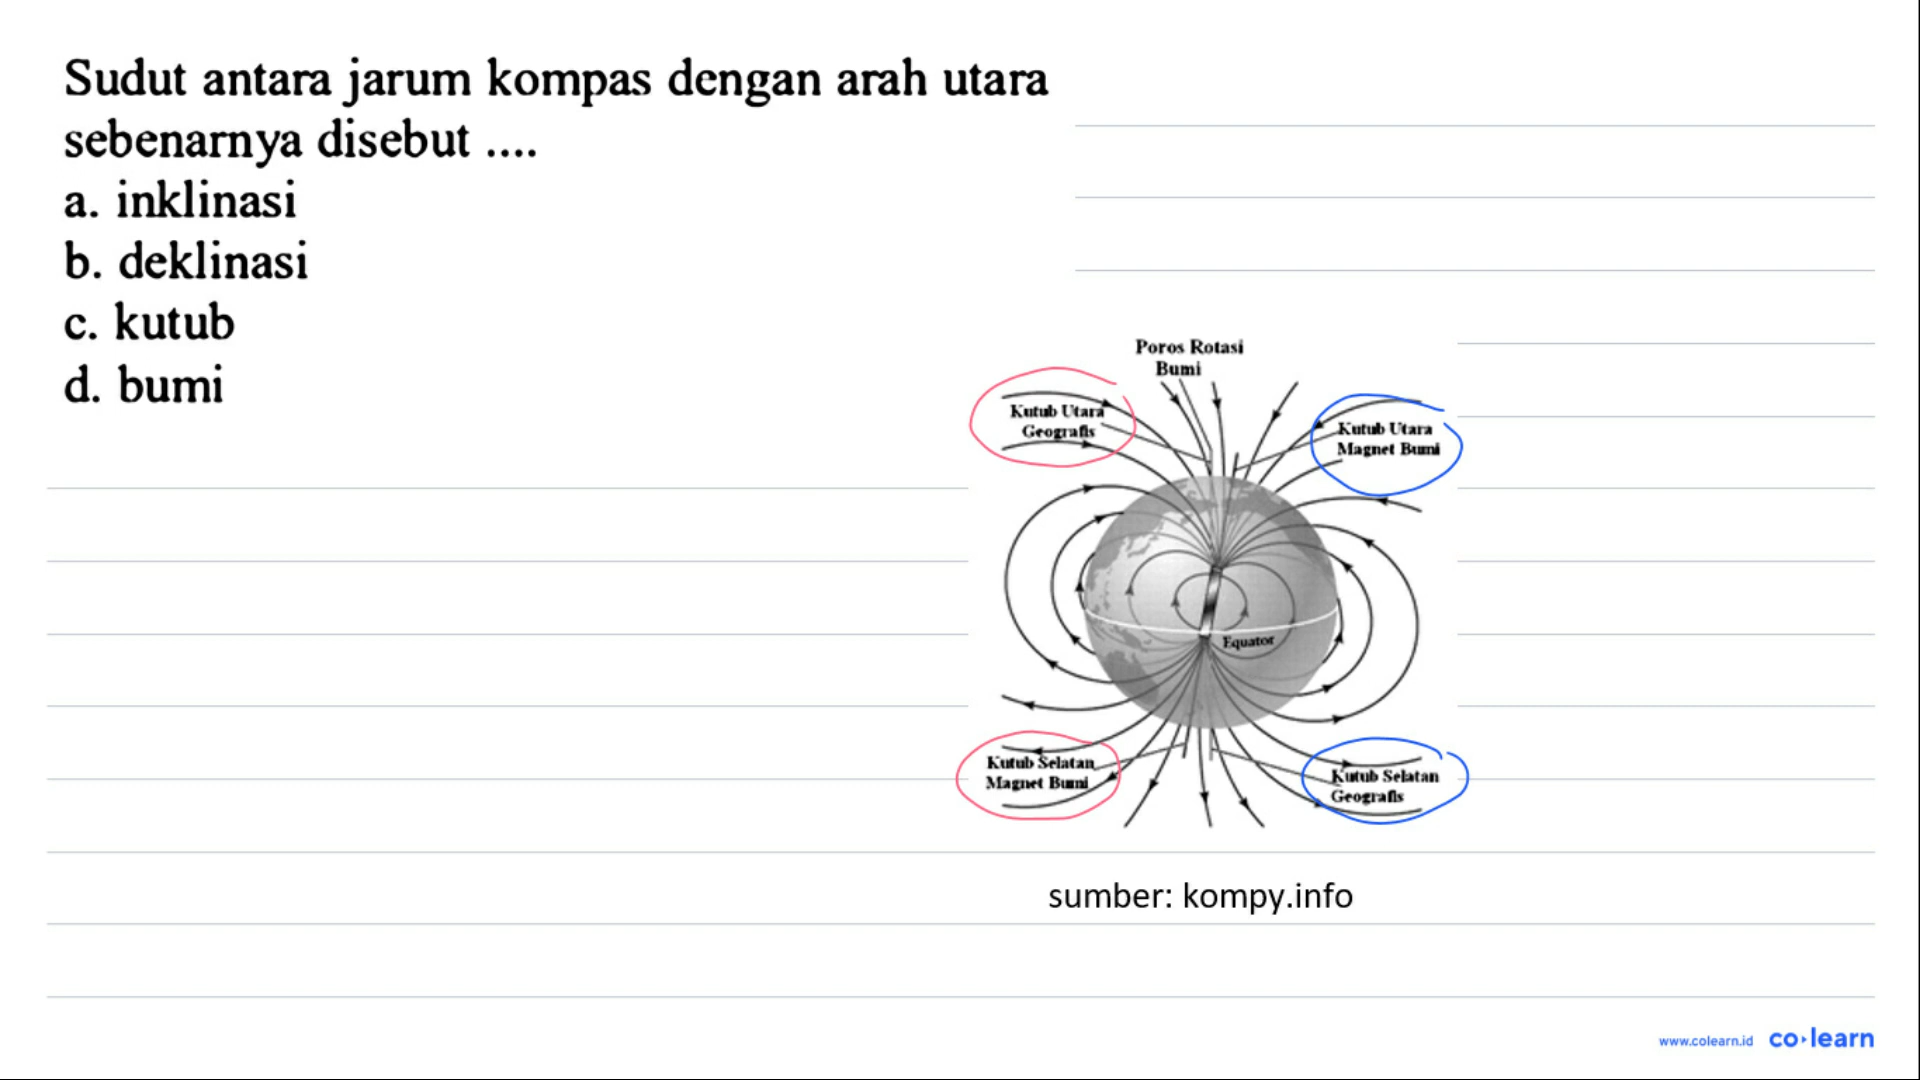 Sudut antara jarum kompas dengan arah utara
sebenarnya disebut ....
a. inklinasi
b. deklinasi
c. kutub
d. bumi
Poros Rotasi
Bumi
Kutub Utara
Geografis
Kutub Utara
Magnet Bumi
Equator
Kutub Selatan
Magnet Bumi
Kutub Selatan
Geografis
sumber: kompy.info
www.colearn.id co·learn